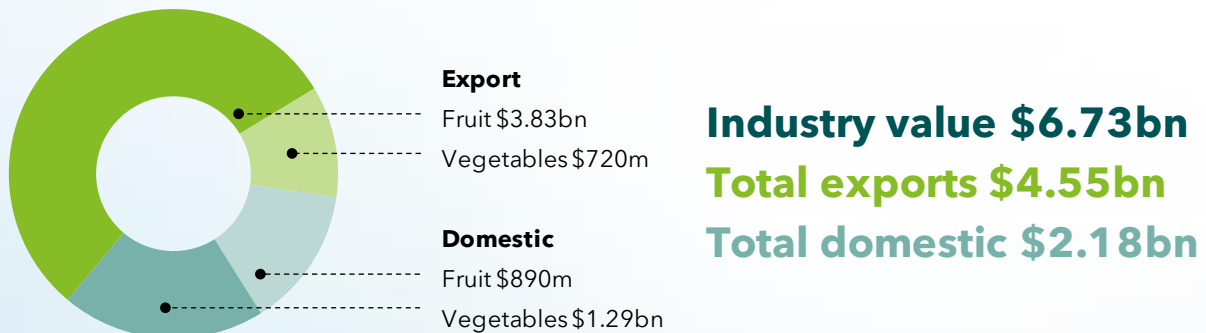 Export
Fruit $3.83bn
Vegetables $720m
Domestic
Fruit $890m
Vegetables $1.29bn
Industry value $6.73bn
Total exports $4.55bn
Total domestic $2.18bn